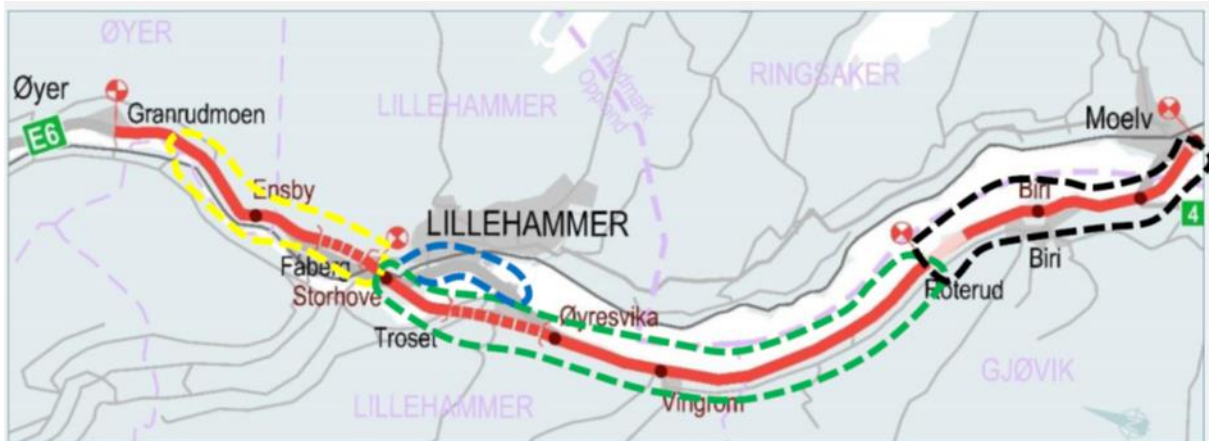 ØYER
Øyer
Granrudmoen
E6
LILLEHAMMER
Hedmark
Oppland
RINGSAKER
Moelv
Ensby
LILLEHAMMER
Biri
4
Fåberg
Storhove
Biri
Roterud
Øyresvika
Troset
GJØVIK
Vingrom
LILLEHAMMER